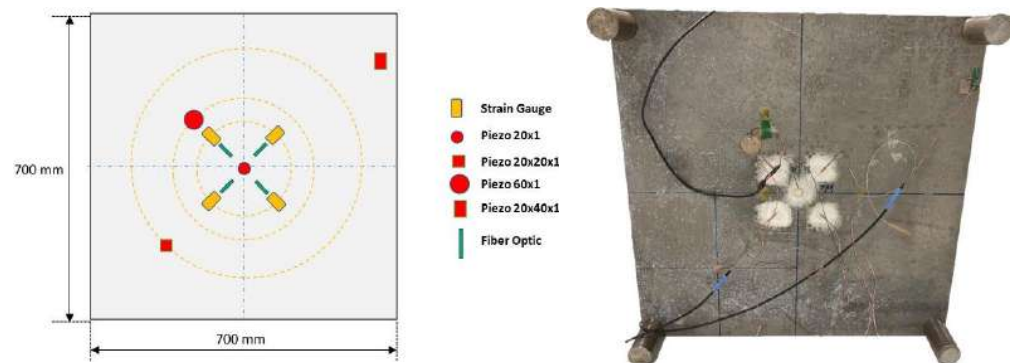 700 mm
700 mm
Strain Gauge
Piezo 20x1
Piezo 20x20x1
Piezo 60x1
Piezo 20x40x1
Fiber Optic